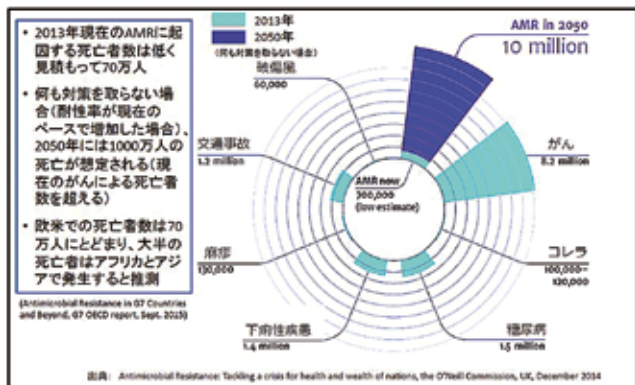 • 2013年現在のAMRに起
因する死亡者数は低く
見積もって70万人
• 何も対策を取らない場
合（耐性率が現在の
ペースで増加した場合）、
2050年には1000万人の
死亡が想定される（現
在のがんによる死亡者
数を超える）
• 欧米での死亡者数は70
万人にとどまり、大半の
死亡者はアフリカとアジ
アで発生すると推測
(Antimicrobial Resistance in G7 Countries
and Beyond, G7 OECD report, Sept. 2015)
2013年
2050年
(何も対策を取らない場合)
AMR in 2050
10 million
破傷風
60,000
交通事故
1.2 million
がん
8.2 million
AMR now
700,000
(low estimate)
麻疹
130,000
コレラ
100,000–
120,000
下痢性疾患
1.4 million
糖尿病
1.5 million
出典: Antimicrobial Resistance: Tackling a crisis for health and wealth of nations, the O'Neill Commission, UK, December 2014